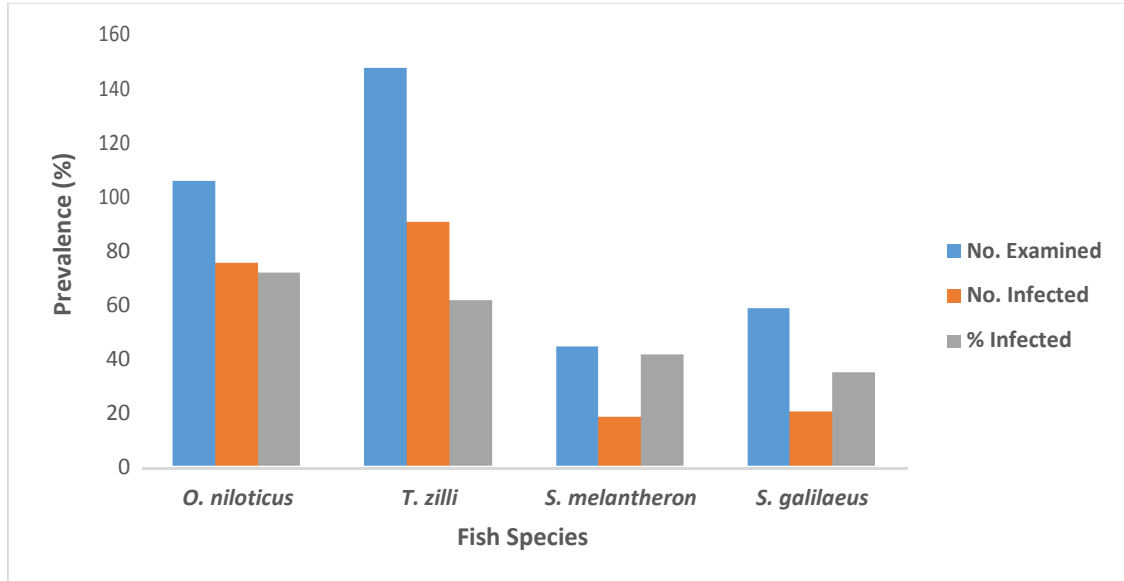 160
140
120
100
80
60
40
20
0
Prevalence (%)
O. niloticus
T. zilli
S. melantheron
S. galilaeus
Fish Species
No. Examined
No. Infected
% Infected